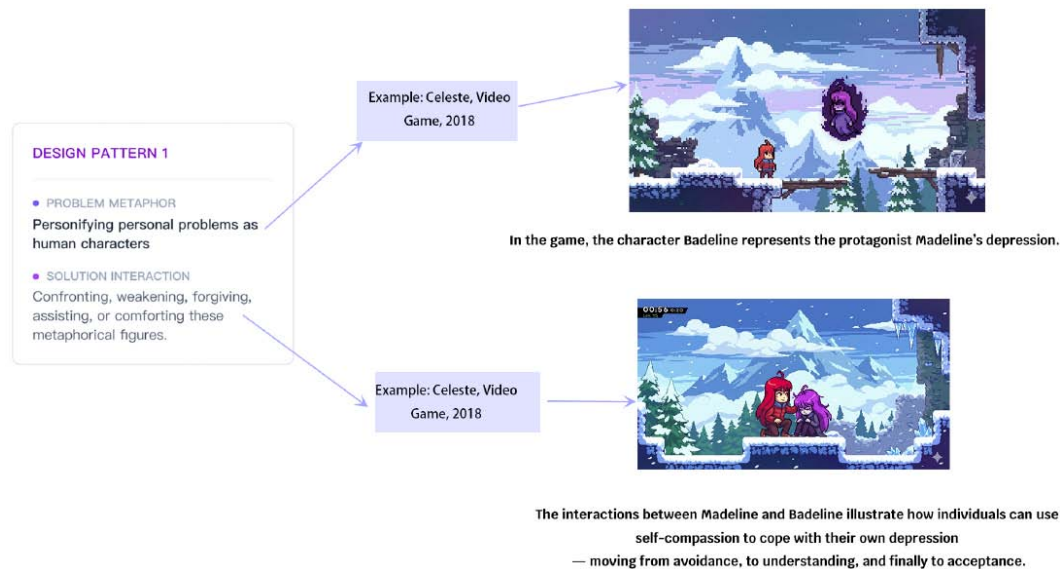 DESIGN PATTERN 1
PROBLEM METAPHOR
Personifying personal problems as
human characters
SOLUTION INTERACTION
Confronting, weakening, forgiving,
assisting, or comforting these
metaphorical figures.
Example: Celeste, Video
Game, 2018
In the game, the character Badeline represents the protagonist Madeline's depression.
Example: Celeste, Video
Game, 2018
00:56
The interactions between Madeline and Badeline illustrate how individuals can use
self-compassion to cope with their own depression
— moving from avoidance, to understanding, and finally to acceptance.